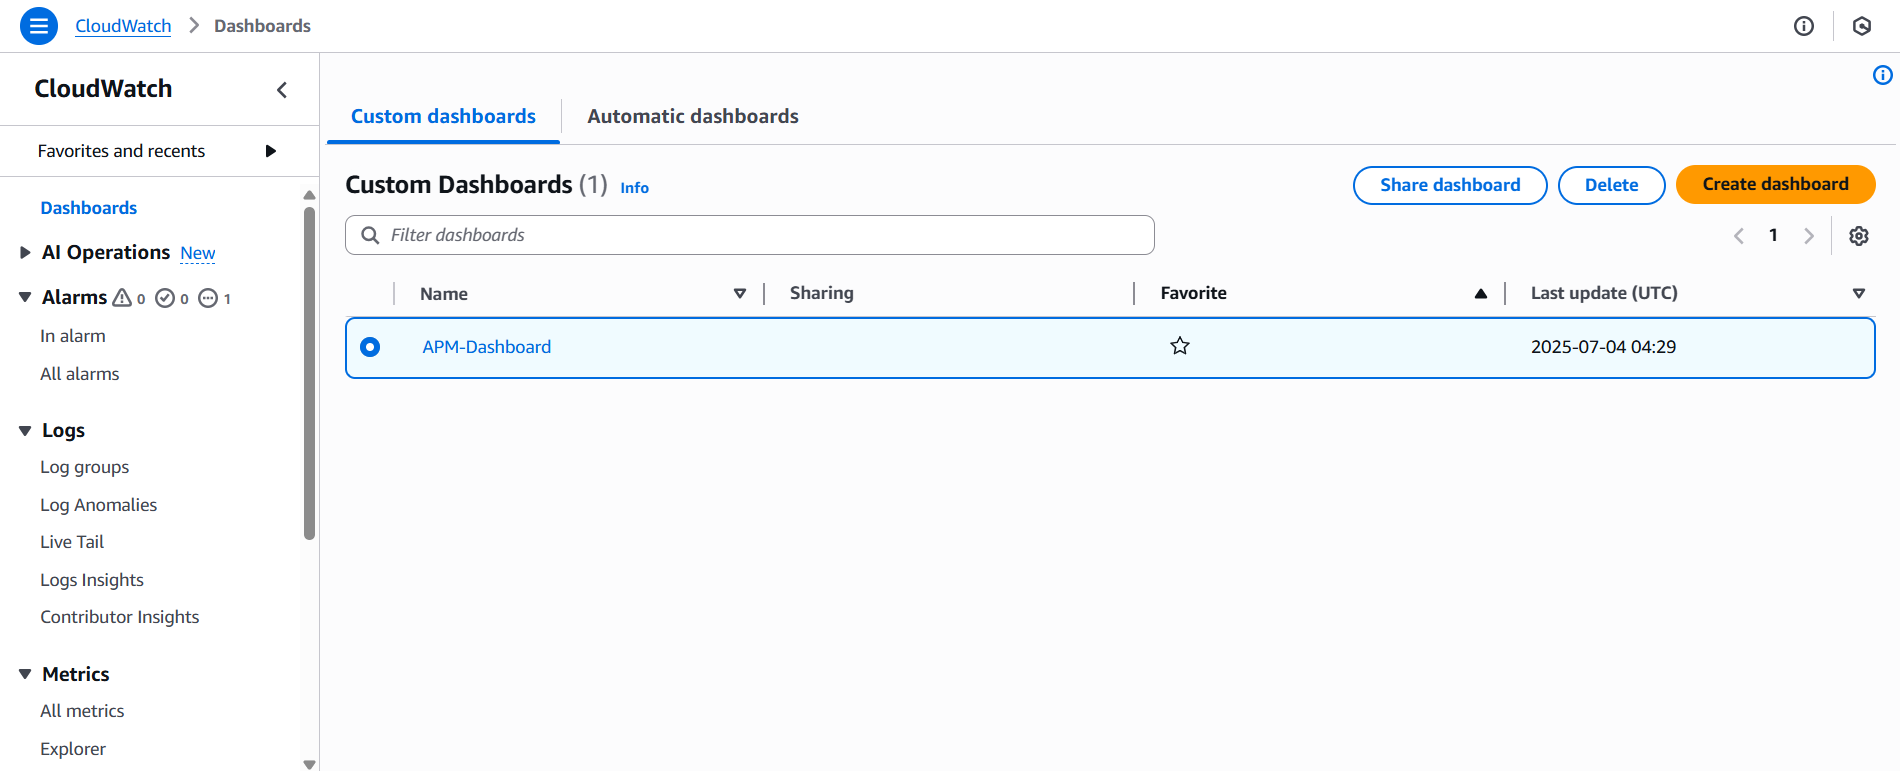 CloudWatch > Dashboards
CloudWatch
Favorites and recents
Dashboards
AI Operations New
Alarms 0 0 1
In alarm
All alarms
Logs
Log groups
Log Anomalies
Live Tail
Logs Insights
Contributor Insights
Metrics
All metrics
Explorer
Custom dashboards Automatic dashboards
Custom Dashboards (1) Info
Share dashboard Delete Create dashboard
Filter dashboards
1
Name Sharing Favorite Last update (UTC)
APM-Dashboard 2025-07-04 04:29